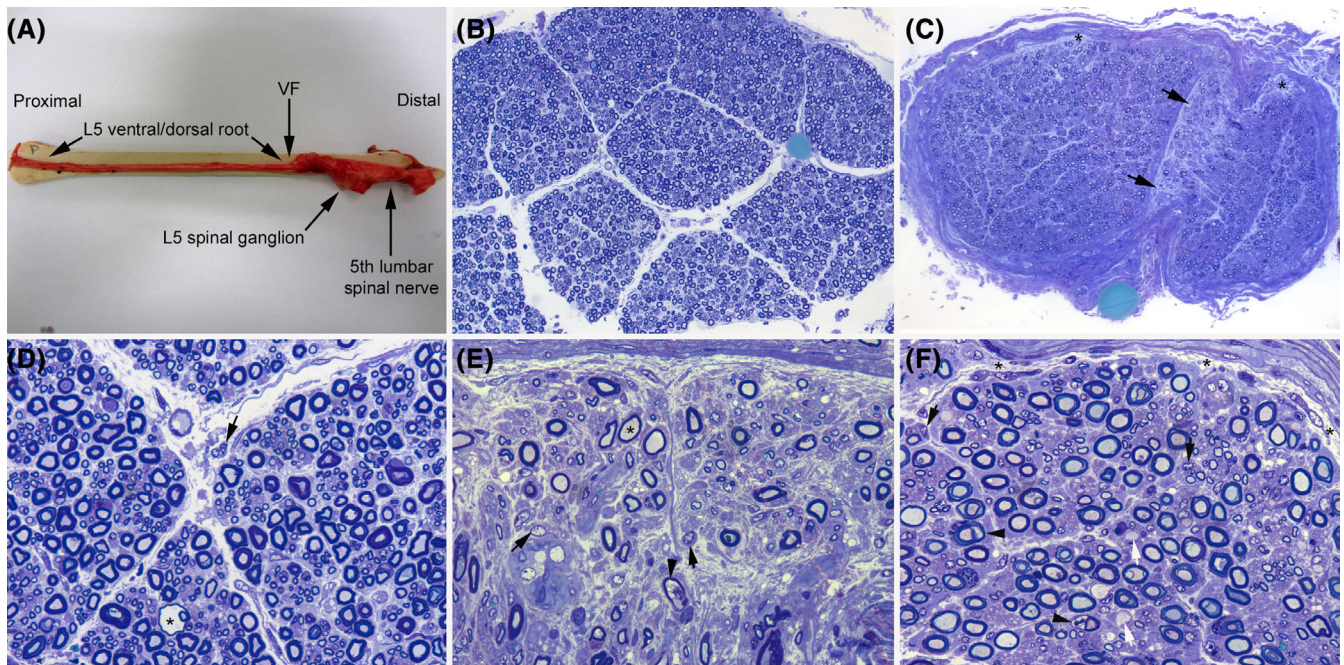 (A)
Proximal
VF
Distal
L5 ventral/dorsal root
L5 spinal ganglion
5th lumbar
spinal nerve
P
(B)
(C)
*
*
(D)
*
(E)
*
(F)
*
*
*